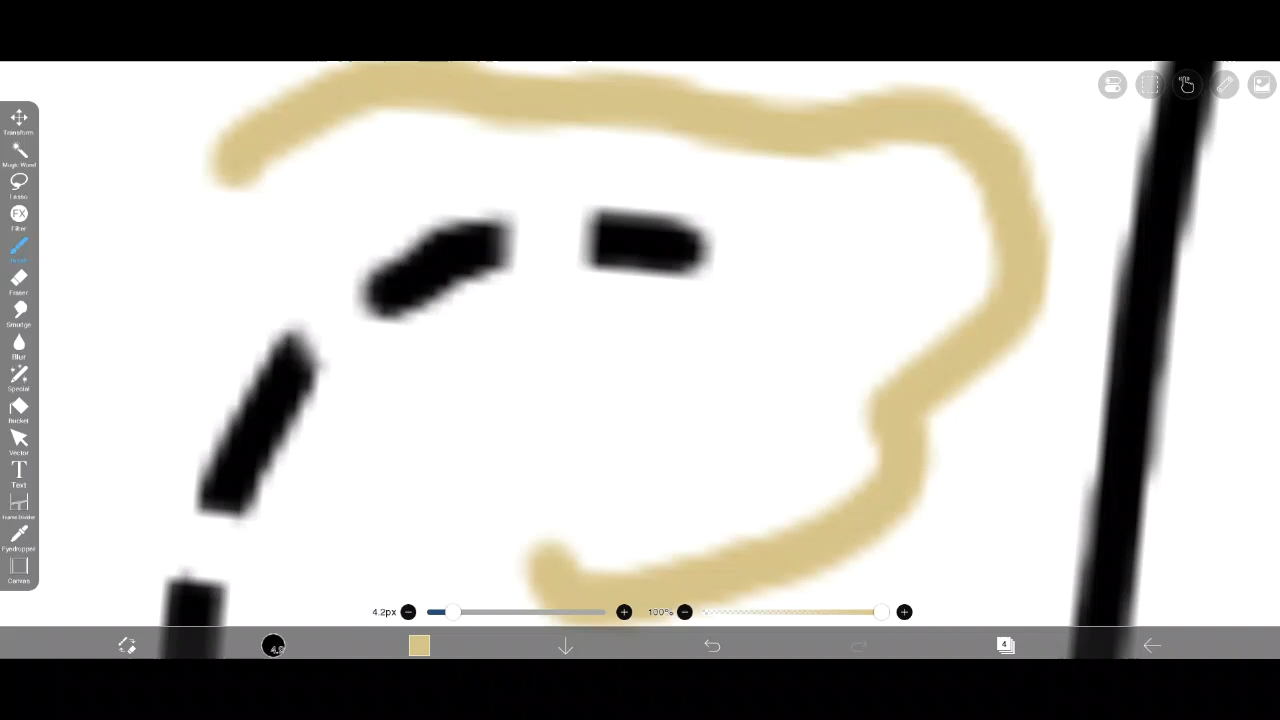 Transform
Magic Wand
Lasso
FX
Filter
Brush
Eraser
Smudge
Blur
Special
Bucket
Vector
T
Text
Frame Divider
Eyedropper
Canvas
4.2px
100%
4